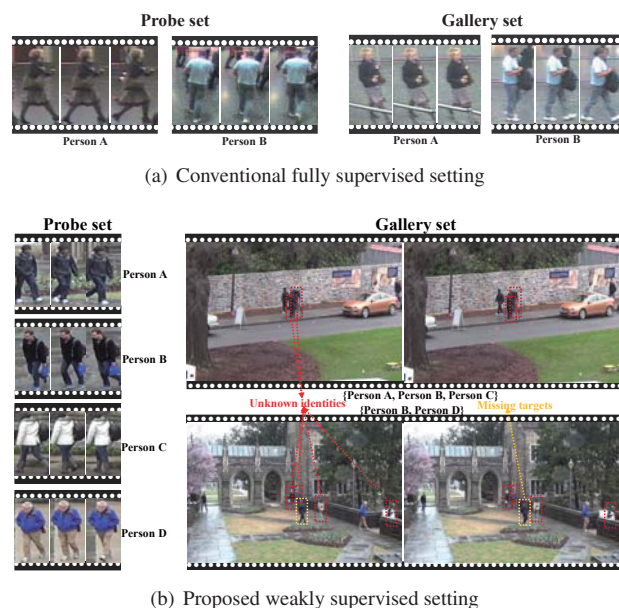 Probe set
Gallery set
Person A
Person B
Person A
Person B
(a) Conventional fully supervised setting
Probe set
Gallery set
Person A
Person B
Person C
Person D
{Person A, Person B, Person C}
Unknown identities
Missing targets
{Person B, Person D}
(b) Proposed weakly supervised setting